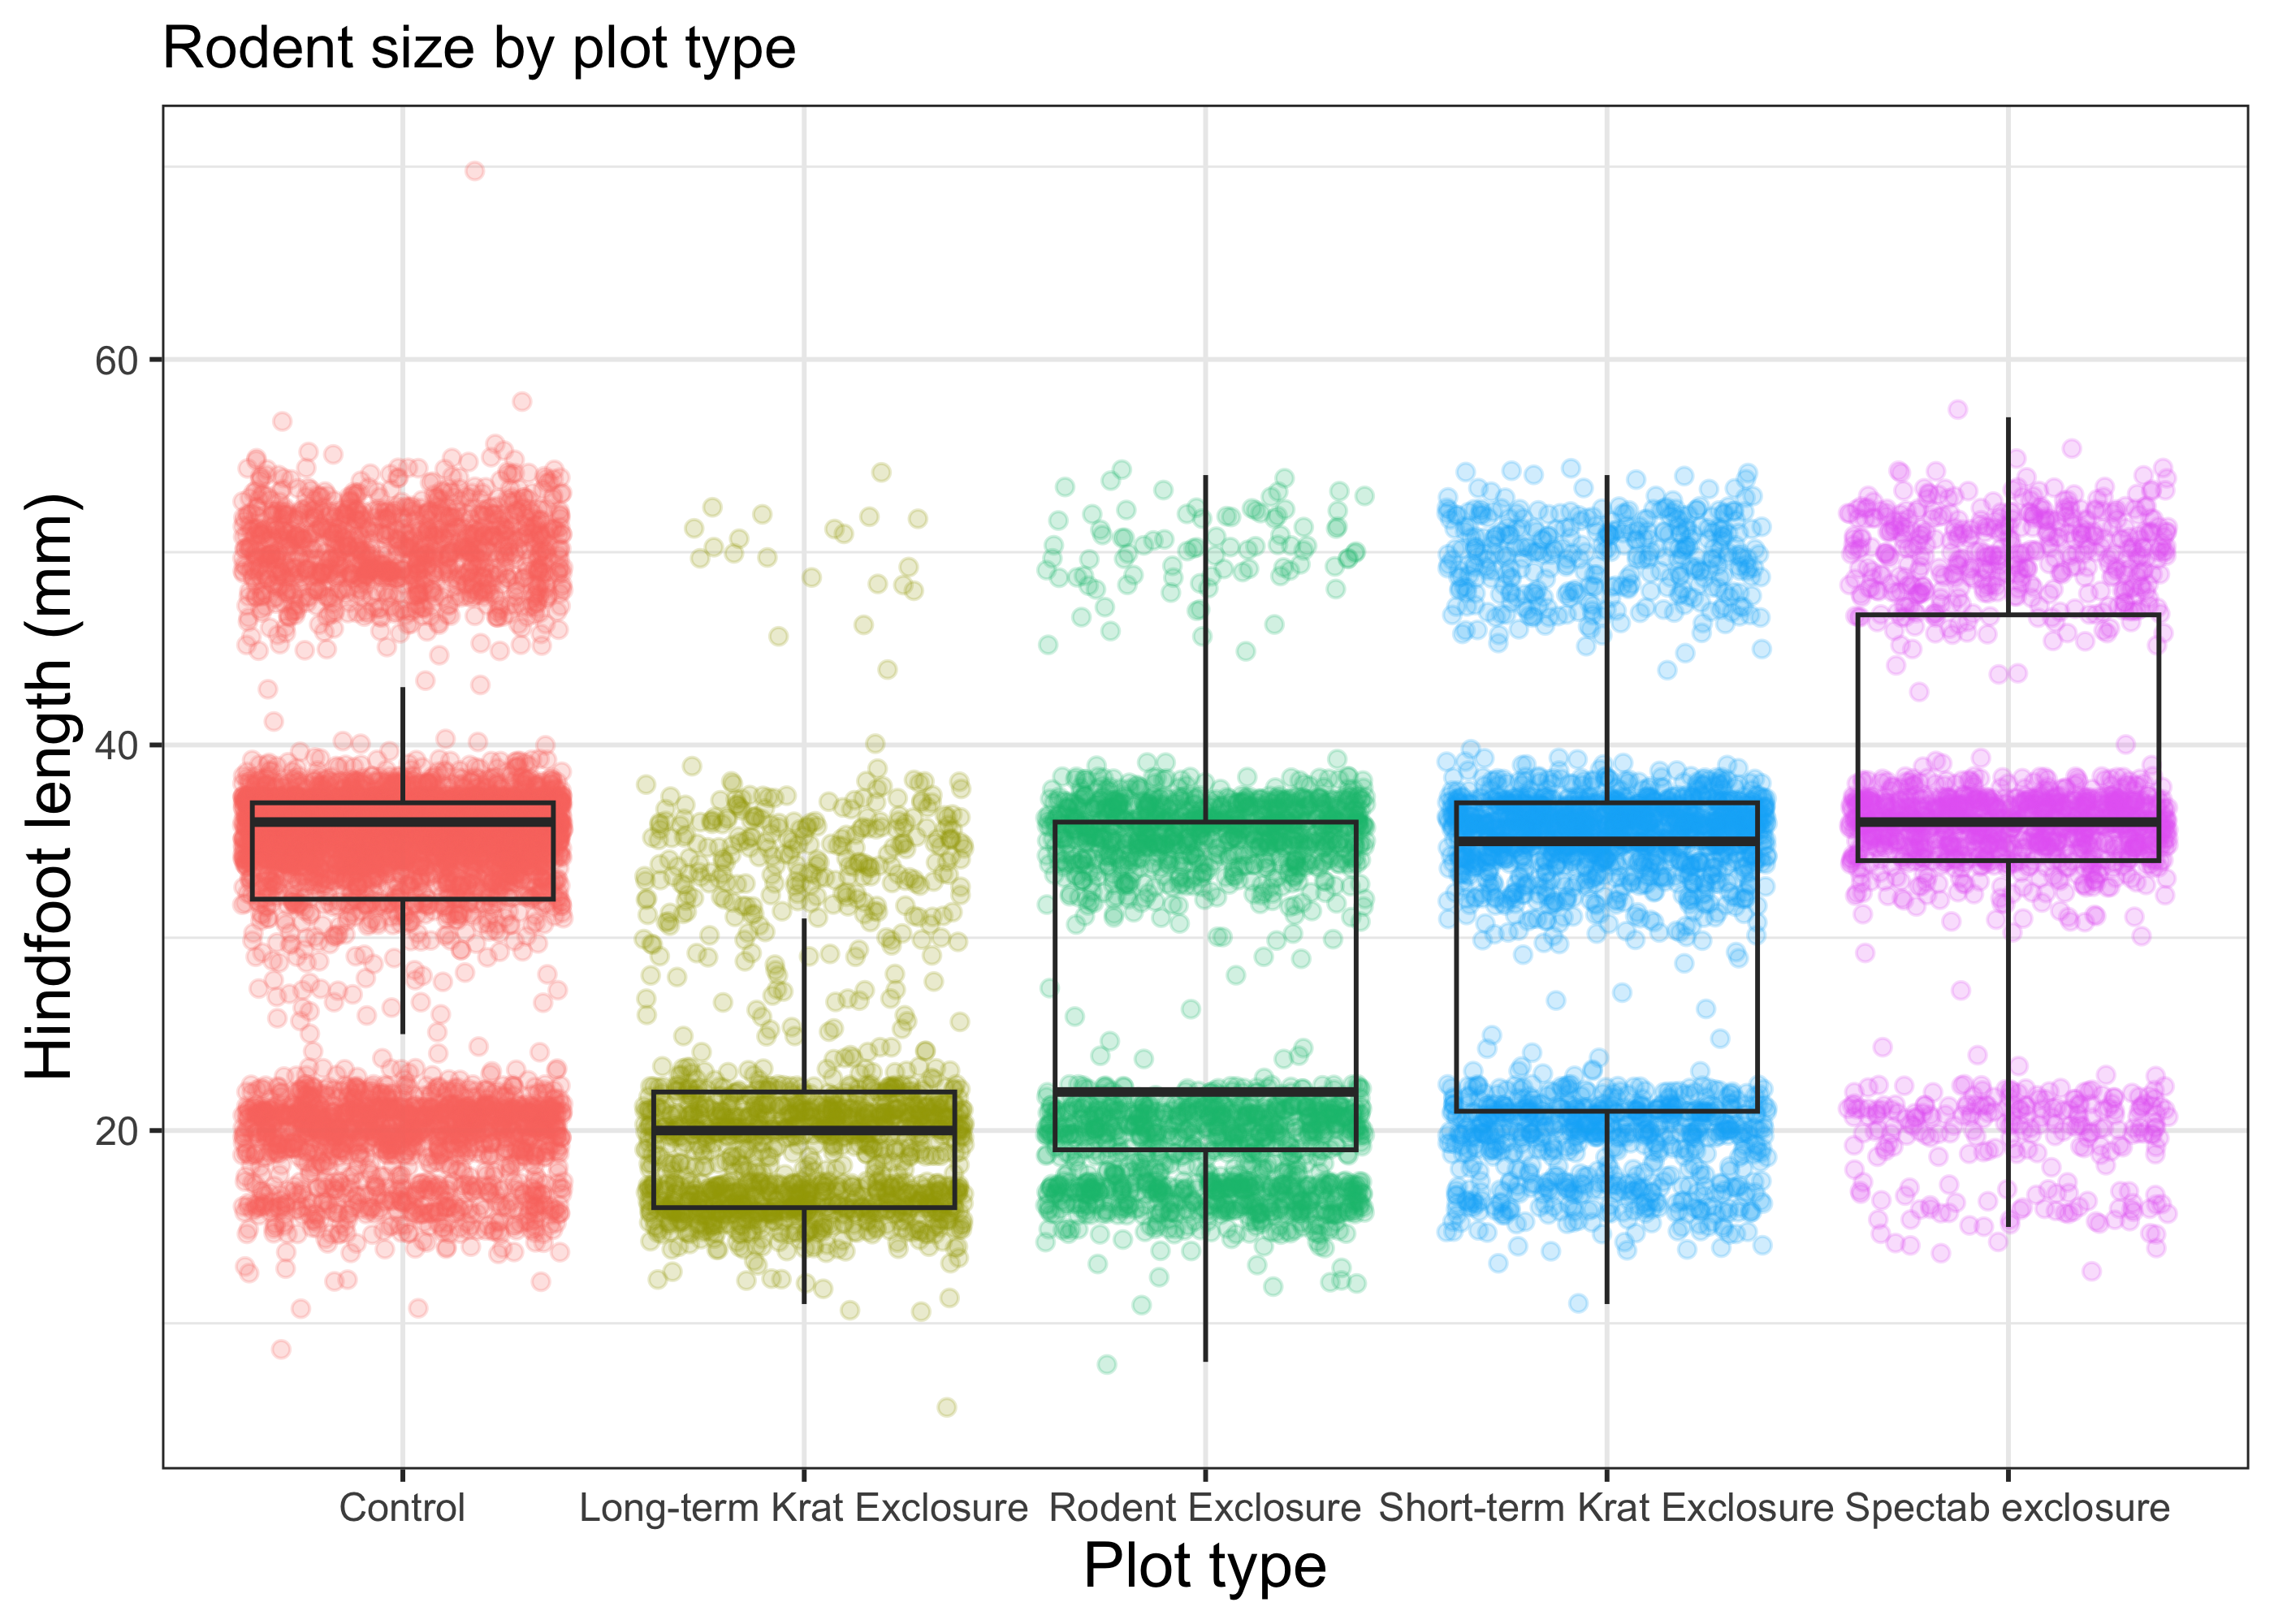 Rodent size by plot type
Hindfoot length (mm)
60
40
20
Control Long-term Krat Exclosure Rodent Exclosure Short-term Krat Exclosure Spectab exclosure
Plot type